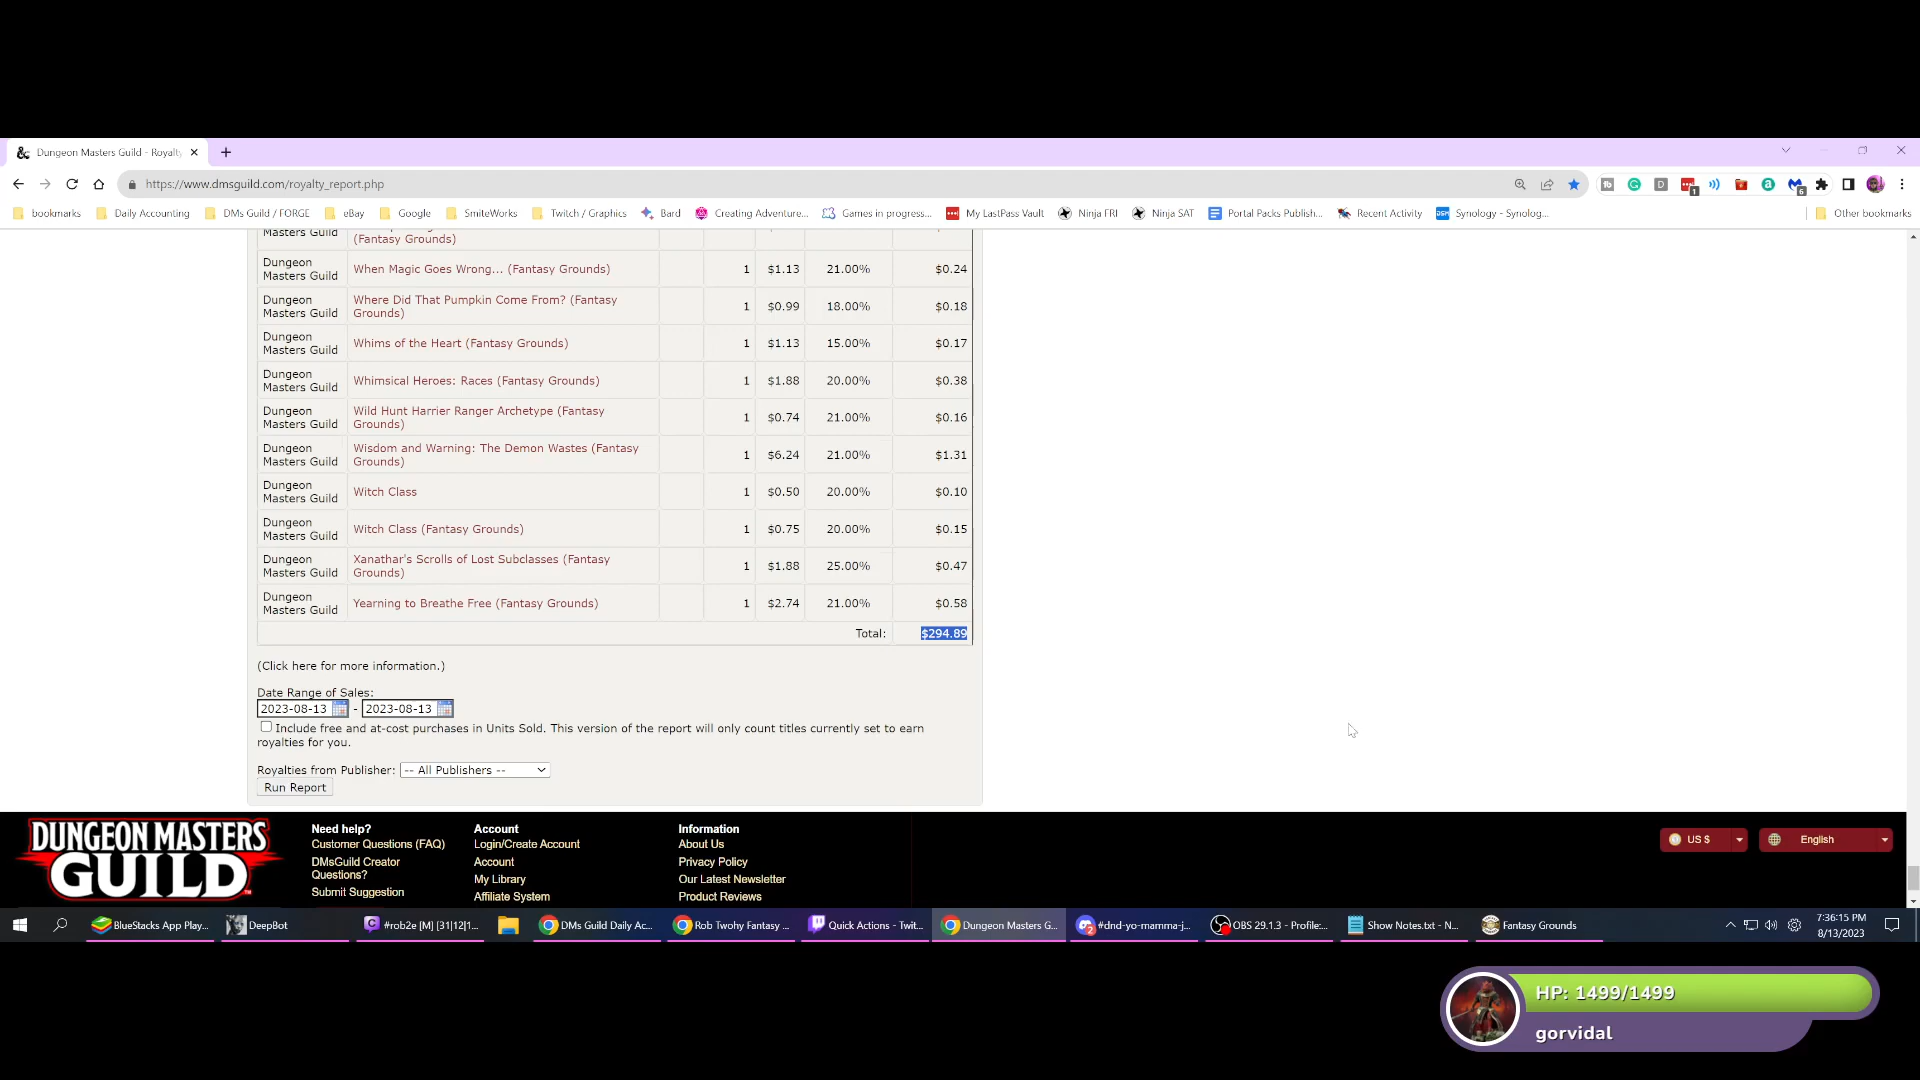 Dungeon Masters Guild - Royalty
https://www.dmsguild.com/royalty_report.php
bookmarks Daily Accounting DMs Guild / FORGE eBay Google SmiteWorks Twitch / Graphics Bard Creating Adventure... Games in progress... My LastPass Vault Ninja FRI Ninja SAT Portal Packs Publish... Recent Activity Synology - Synolog... Other bookmarks
Masters Guild
(Fantasy Grounds)
Dungeon Masters Guild When Magic Goes Wrong... (Fantasy Grounds) 1 $1.13 21.00% $0.24
Dungeon Masters Guild Where Did That Pumpkin Come From? (Fantasy Grounds) 1 $0.99 18.00% $0.18
Dungeon Masters Guild Whims of the Heart (Fantasy Grounds) 1 $1.13 15.00% $0.17
Dungeon Masters Guild Whimsical Heroes: Races (Fantasy Grounds) 1 $1.88 20.00% $0.38
Dungeon Masters Guild Wild Hunt Harrier Ranger Archetype (Fantasy Grounds) 1 $0.74 21.00% $0.16
Dungeon Masters Guild Wisdom and Warning: The Demon Wastes (Fantasy Grounds) 1 $6.24 21.00% $1.31
Dungeon Masters Guild Witch Class 1 $0.50 20.00% $0.10
Dungeon Masters Guild Witch Class (Fantasy Grounds) 1 $0.75 20.00% $0.15
Dungeon Masters Guild Xanathar's Scrolls of Lost Subclasses (Fantasy Grounds) 1 $1.88 25.00% $0.47
Dungeon Masters Guild Yearning to Breathe Free (Fantasy Grounds) 1 $2.74 21.00% $0.58
Total: $294.89
(Click here for more information.)
Date Range of Sales:
2023-08-13 - 2023-08-13
Include free and at-cost purchases in Units Sold. This version of the report will only count titles currently set to earn
royalties for you.
Royalties from Publisher: -- All Publishers --
Run Report
DUNGEON MASTERS
GUILD
Need help?
Customer Questions (FAQ)
DMsGuild Creator
Questions?
Submit Suggestion
Account
Login/Create Account
Account
My Library
Affiliate System
Information
About Us
Privacy Policy
Our Latest Newsletter
Product Reviews
US $ English
BlueStacks App Play... DeepBot #rob2e [M] [31|12|1... DMs Guild Daily Ac... Rob Twohy Fantasy ... Quick Actions - Twit... Dungeon Masters G... #dnd-yo-mamma-j... OBS 29.1.3 - Profile:... Show Notes.txt - N... Fantasy Grounds
7:36:15 PM
8/13/2023
HP: 1499/1499
gorvidal